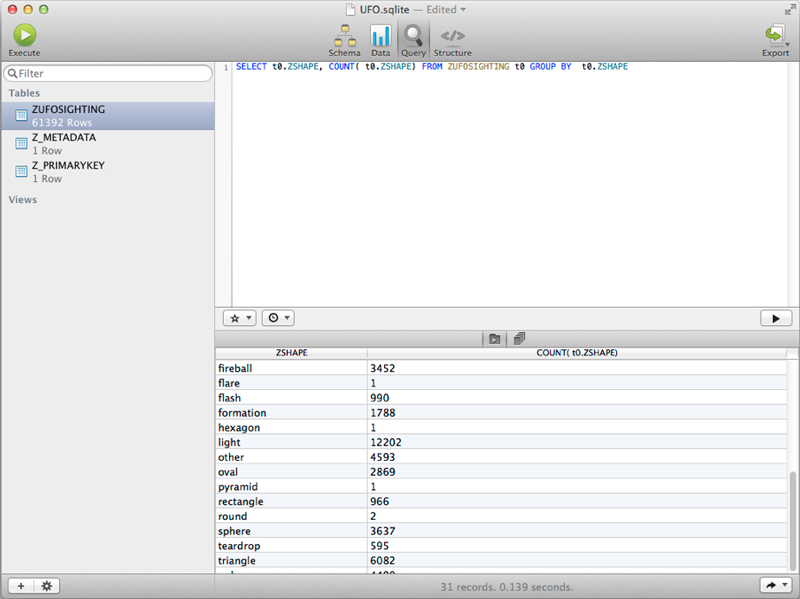 UFO.sqlite — Edited
Execute
Schema
Data
Query
Structure
Export
Filter
Tables
ZUFOSIGHTING
61392 Rows
Z_METADATA
1 Row
Z_PRIMARYKEY
1 Row
Views
1 SELECT t0.ZSHAPE, COUNT( t0.ZSHAPE) FROM ZUFOSIGHTING t0 GROUP BY  t0.ZSHAPE
ZSHAPE COUNT( t0.ZSHAPE)
fireball 3452
flare 1
flash 990
formation 1788
hexagon 1
light 12202
other 4593
oval 2869
pyramid 1
rectangle 966
round 2
sphere 3637
teardrop 595
triangle 6082
31 records. 0.139 seconds.